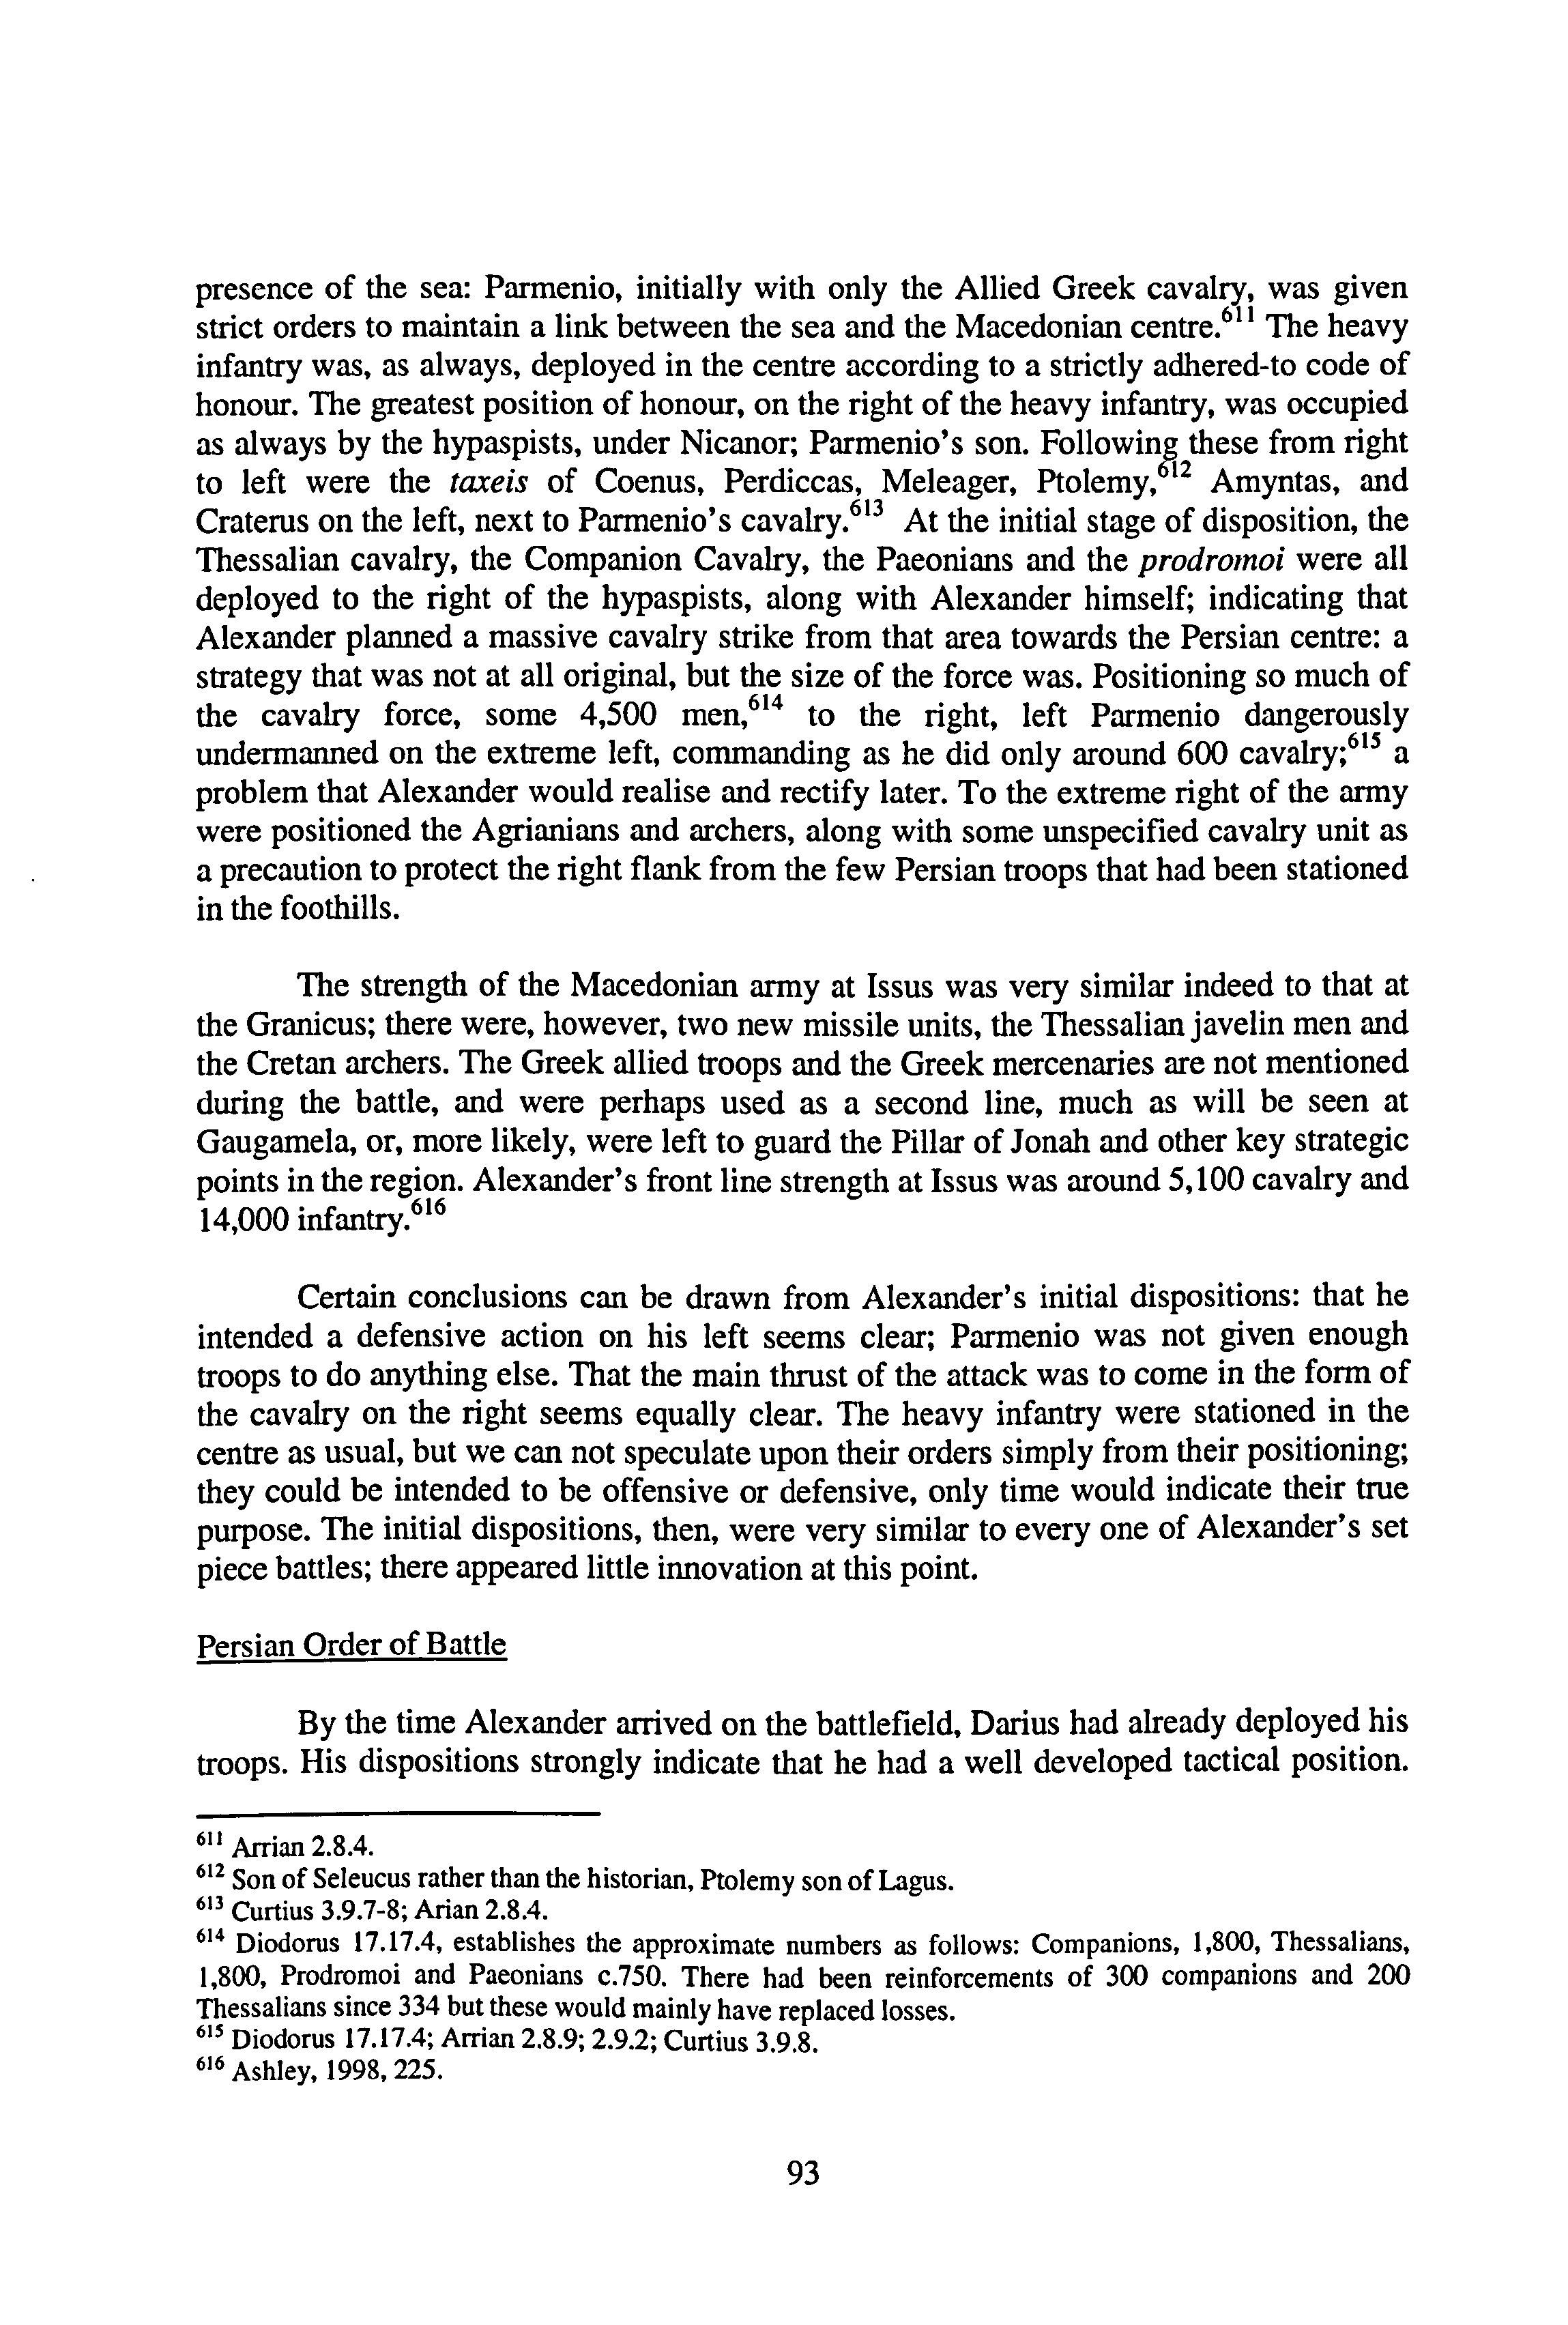 presence of the sea: Parmenio, initially with only the Allied Greek cavalry, was given
strict orders to maintain a link between the sea and the Macedonian centre.⁶¹¹ The heavy
infantry was, as always, deployed in the centre according to a strictly adhered-to code of
honour. The greatest position of honour, on the right of the heavy infantry, was occupied
as always by the hypaspists, under Nicanor; Parmenio's son. Following these from right
to left were the taxeis of Coenus, Perdiccas, Meleager, Ptolemy,⁶¹² Amyntas, and
Craterus on the left, next to Parmenio's cavalry.⁶¹³ At the initial stage of disposition, the
Thessalian cavalry, the Companion Cavalry, the Paeonians and the prodromoi were all
deployed to the right of the hypaspists, along with Alexander himself; indicating that
Alexander planned a massive cavalry strike from that area towards the Persian centre: a
strategy that was not at all original, but the size of the force was. Positioning so much of
the cavalry force, some 4,500 men,⁶¹⁴ to the right, left Parmenio dangerously
undermanned on the extreme left, commanding as he did only around 600 cavalry;⁶¹⁵ a
problem that Alexander would realise and rectify later. To the extreme right of the army
were positioned the Agrianians and archers, along with some unspecified cavalry unit as
a precaution to protect the right flank from the few Persian troops that had been stationed
in the foothills.
The strength of the Macedonian army at Issus was very similar indeed to that at
the Granicus; there were, however, two new missile units, the Thessalian javelin men and
the Cretan archers. The Greek allied troops and the Greek mercenaries are not mentioned
during the battle, and were perhaps used as a second line, much as will be seen at
Gaugamela, or, more likely, were left to guard the Pillar of Jonah and other key strategic
points in the region. Alexander's front line strength at Issus was around 5,100 cavalry and
14,000 infantry.⁶¹⁶
Certain conclusions can be drawn from Alexander's initial dispositions: that he
intended a defensive action on his left seems clear; Parmenio was not given enough
troops to do anything else. That the main thrust of the attack was to come in the form of
the cavalry on the right seems equally clear. The heavy infantry were stationed in the
centre as usual, but we can not speculate upon their orders simply from their positioning;
they could be intended to be offensive or defensive, only time would indicate their true
purpose. The initial dispositions, then, were very similar to every one of Alexander's set
piece battles; there appeared little innovation at this point.
Persian Order of Battle
By the time Alexander arrived on the battlefield, Darius had already deployed his
troops. His dispositions strongly indicate that he had a well developed tactical position.
⁶¹¹ Arrian 2.8.4.
⁶¹² Son of Seleucus rather than the historian, Ptolemy son of Lagus.
⁶¹³ Curtius 3.9.7-8; Arian 2.8.4.
⁶¹⁴ Diodorus 17.17.4, establishes the approximate numbers as follows: Companions, 1,800, Thessalians,
1,800, Prodromoi and Paeonians c.750. There had been reinforcements of 300 companions and 200
Thessalians since 334 but these would mainly have replaced losses.
⁶¹⁵ Diodorus 17.17.4; Arrian 2.8.9; 2.9.2; Curtius 3.9.8.
⁶¹⁶ Ashley, 1998, 225.
93